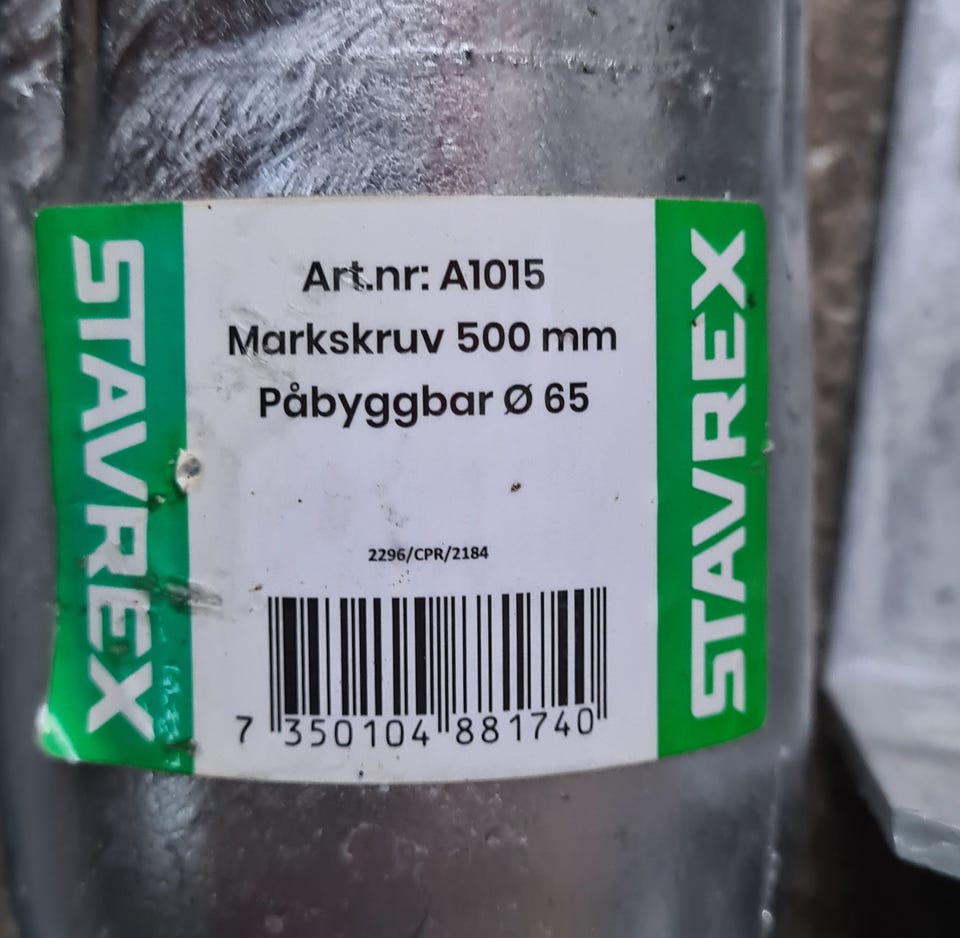 STAVREX
Art.nr: A1015
Markskruv 500 mm
Påbyggbar Ø 65
2296/CPR/2184
7 350104 881740
STAVREX